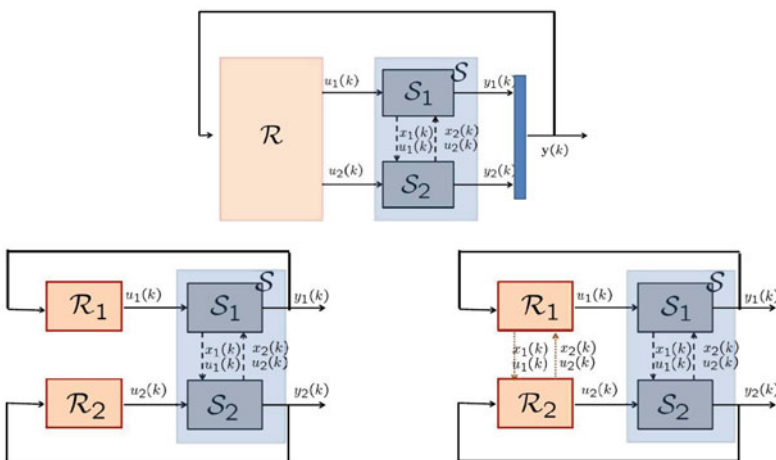 𝒮
u₁(k)
𝒮₁
y₁(k)
ℛ
x₁(k) x₂(k)
u₁(k) u₂(k)
y(k)
u₂(k)
𝒮₂
y₂(k)
𝒮
ℛ₁
u₁(k)
𝒮₁
y₁(k)
x₁(k) x₂(k)
u₁(k) u₂(k)
ℛ₂
u₂(k)
𝒮₂
y₂(k)
𝒮
ℛ₁
u₁(k)
𝒮₁
y₁(k)
x₁(k) x₂(k)
u₁(k) u₂(k)
x₁(k) x₂(k)
u₁(k) u₂(k)
ℛ₂
u₂(k)
𝒮₂
y₂(k)